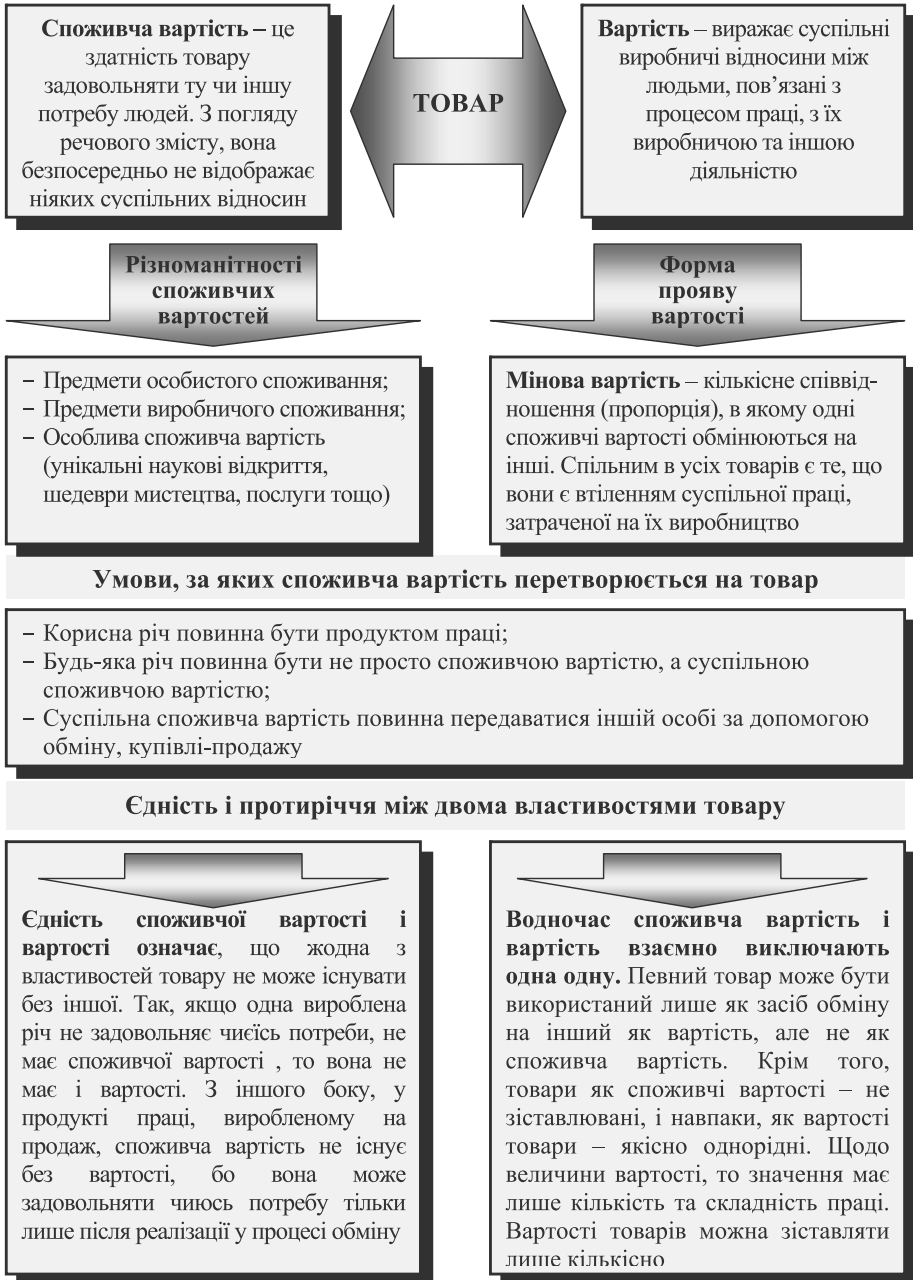 Споживча вартість – це
здатність товару
задовольняти ту чи іншу
потребу людей. З погляду
речового змісту, вона
безпосередньо не відображає
ніяких суспільних відносин
ТОВАР
Вартість – виражає суспільні
виробничі відносини між
людьми, пов’язані з
процесом праці, з їх
виробничою та іншою
діяльністю
Різноманітності
споживчих
вартостей
Форма
прояву
вартості
– Предмети особистого споживання;
– Предмети виробничого споживання;
– Особлива споживча вартість
(унікальні наукові відкриття,
шедеври мистецтва, послуги тощо)
Мінова вартість – кількісне співвід-
ношення (пропорція), в якому одні
споживчі вартості обмінюються на
інші. Спільним в усіх товарів є те, що
вони є втіленням суспільної праці,
затраченої на їх виробництво
Умови, за яких споживча вартість перетворюється на товар
– Корисна річ повинна бути продуктом праці;
– Будь-яка річ повинна бути не просто споживчою вартістю, а суспільною
споживчою вартістю;
– Суспільна споживча вартість повинна передаватися іншій особі за допомогою
обміну, купівлі-продажу
Єдність і протиріччя між двома властивостями товару
Єдність споживчої вартості і
вартості означає, що жодна з
властивостей товару не може існувати
без іншої. Так, якщо одна вироблена
річ не задовольняє чиєїсь потреби, не
має споживчої вартості , то вона не
має і вартості. З іншого боку, у
продукті праці, виробленому на
продаж, споживча вартість не існує
без вартості, бо вона може
задовольняти чиюсь потребу тільки
лише після реалізації у процесі обміну
Водночас споживча вартість і
вартість взаємно виключають
одна одну. Певний товар може бути
використаний лише як засіб обміну
на інший як вартість, але не як
споживча вартість. Крім того,
товари як споживчі вартості – не
зіставлювані, і навпаки, як вартості
товари – якісно однорідні. Щодо
величини вартості, то значення має
лише кількість та складність праці.
Вартості товарів можна зіставляти
лише кількісно